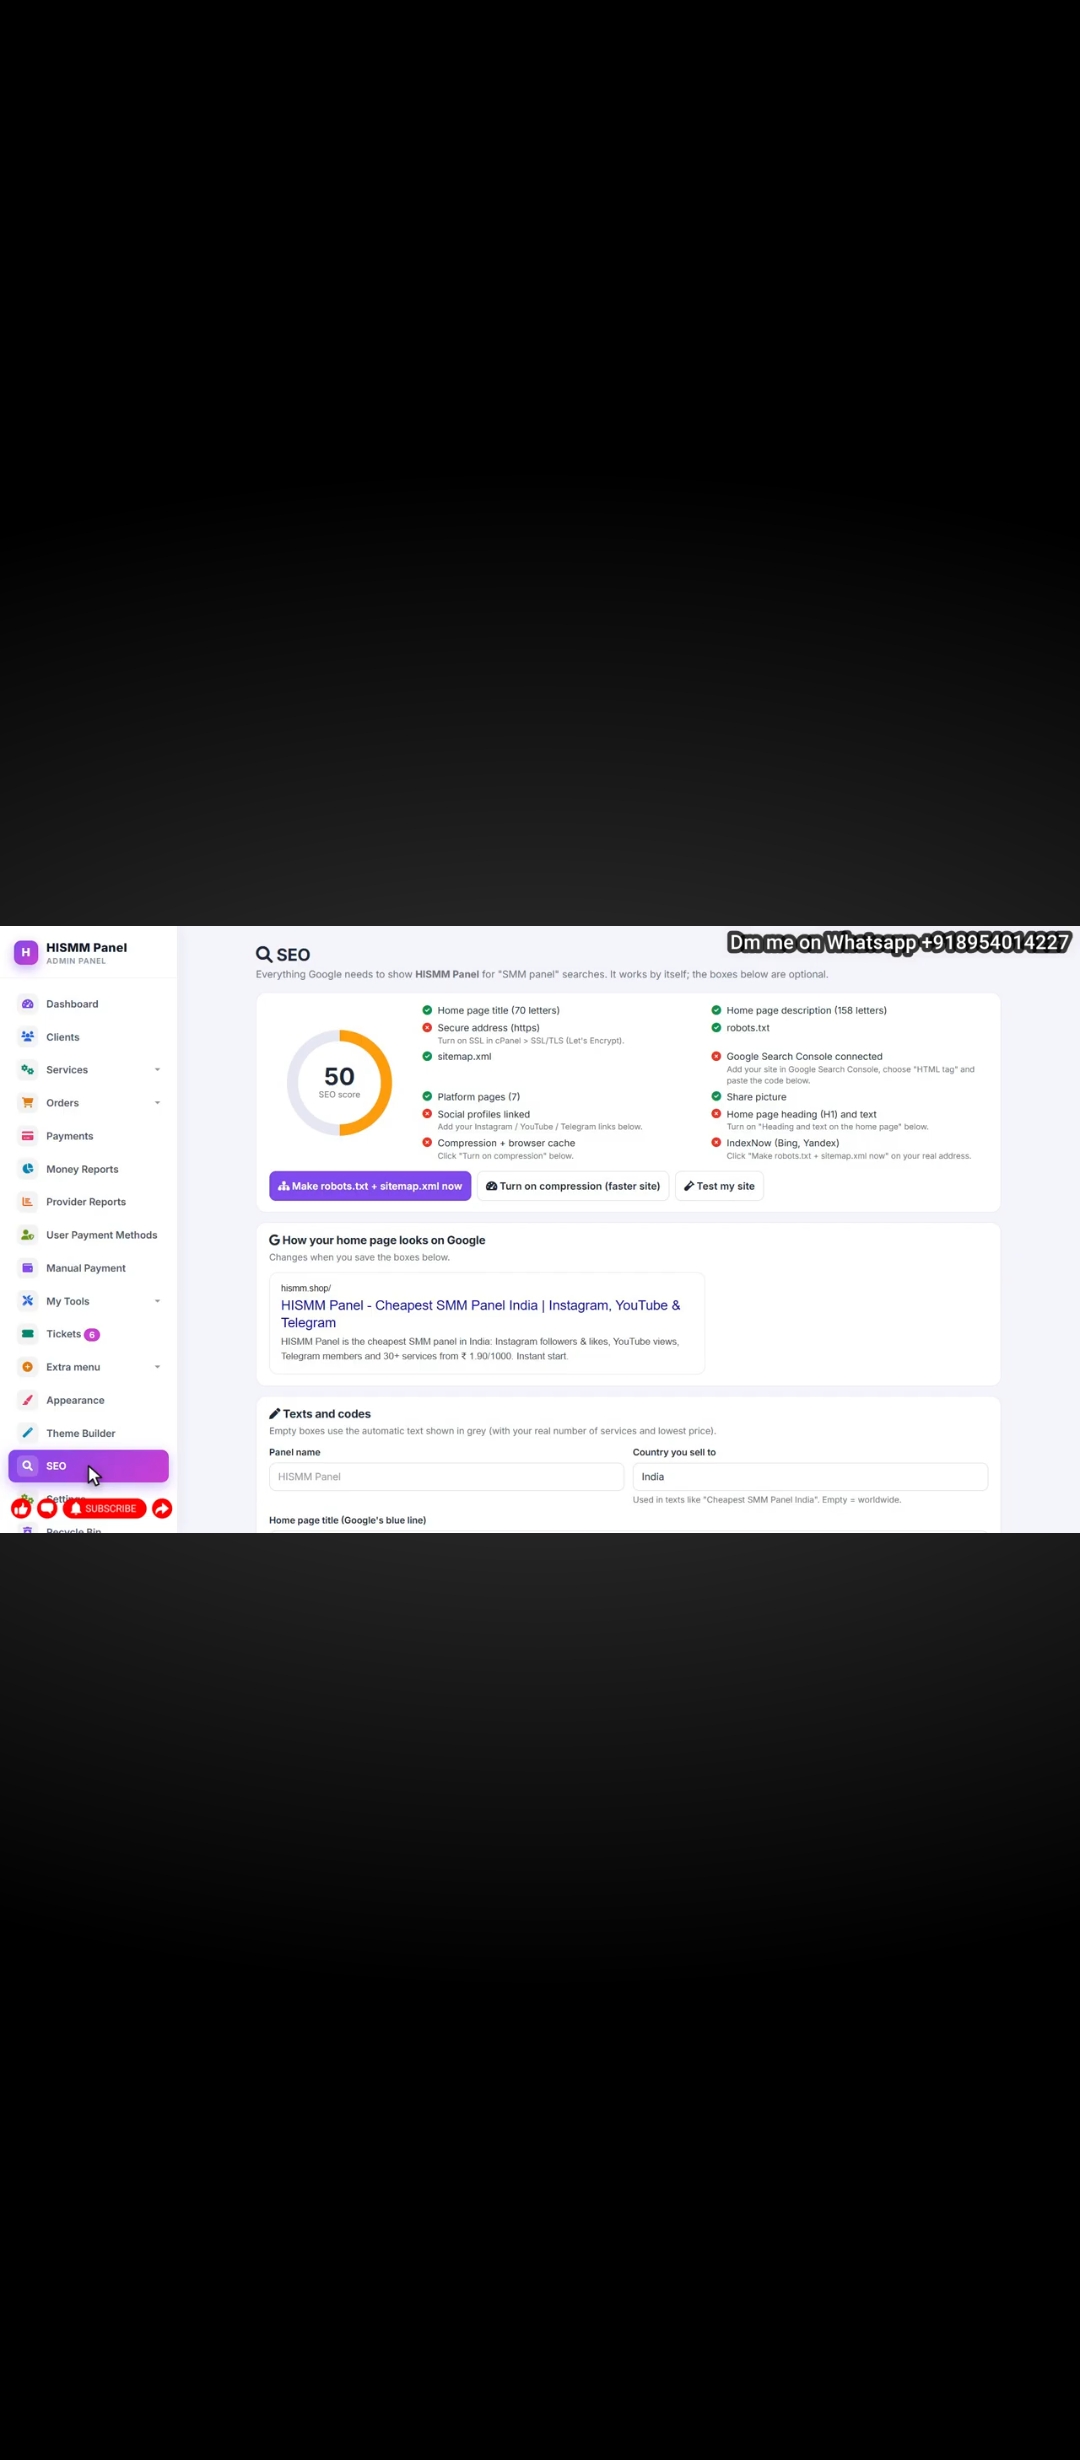 HISMM Panel
ADMIN PANEL
Dashboard
Clients
Services
Orders
Payments
Money Reports
Provider Reports
User Payment Methods
Manual Payment
My Tools
Tickets 6
Extra menu
Appearance
Theme Builder
SEO
Settings
SUBSCRIBE
Recycle Bin
Dm me on Whatsapp +918954014227
SEO
Everything Google needs to show HISMM Panel for "SMM panel" searches. It works by itself; the boxes below are optional.
50
SEO score
Home page title (70 letters)
Secure address (https)
Turn on SSL in cPanel > SSL/TLS (Let's Encrypt).
sitemap.xml
Platform pages (7)
Social profiles linked
Add your Instagram / YouTube / Telegram links below.
Compression + browser cache
Click "Turn on compression" below.
Home page description (158 letters)
robots.txt
Google Search Console connected
Add your site in Google Search Console, choose "HTML tag" and
paste the code below.
Share picture
Home page heading (H1) and text
Turn on "Heading and text on the home page" below.
IndexNow (Bing, Yandex)
Click "Make robots.txt + sitemap.xml now" on your real address.
Make robots.txt + sitemap.xml now
Turn on compression (faster site)
Test my site
How your home page looks on Google
Changes when you save the boxes below.
hismm.shop/
HISMM Panel - Cheapest SMM Panel India | Instagram, YouTube &
Telegram
HISMM Panel is the cheapest SMM panel in India: Instagram followers & likes, YouTube views,
Telegram members and 30+ services from ₹ 1.90/1000. Instant start.
Texts and codes
Empty boxes use the automatic text shown in grey (with your real number of services and lowest price).
Panel name
HISMM Panel
Country you sell to
India
Used in texts like "Cheapest SMM Panel India". Empty = worldwide.
Home page title (Google's blue line)